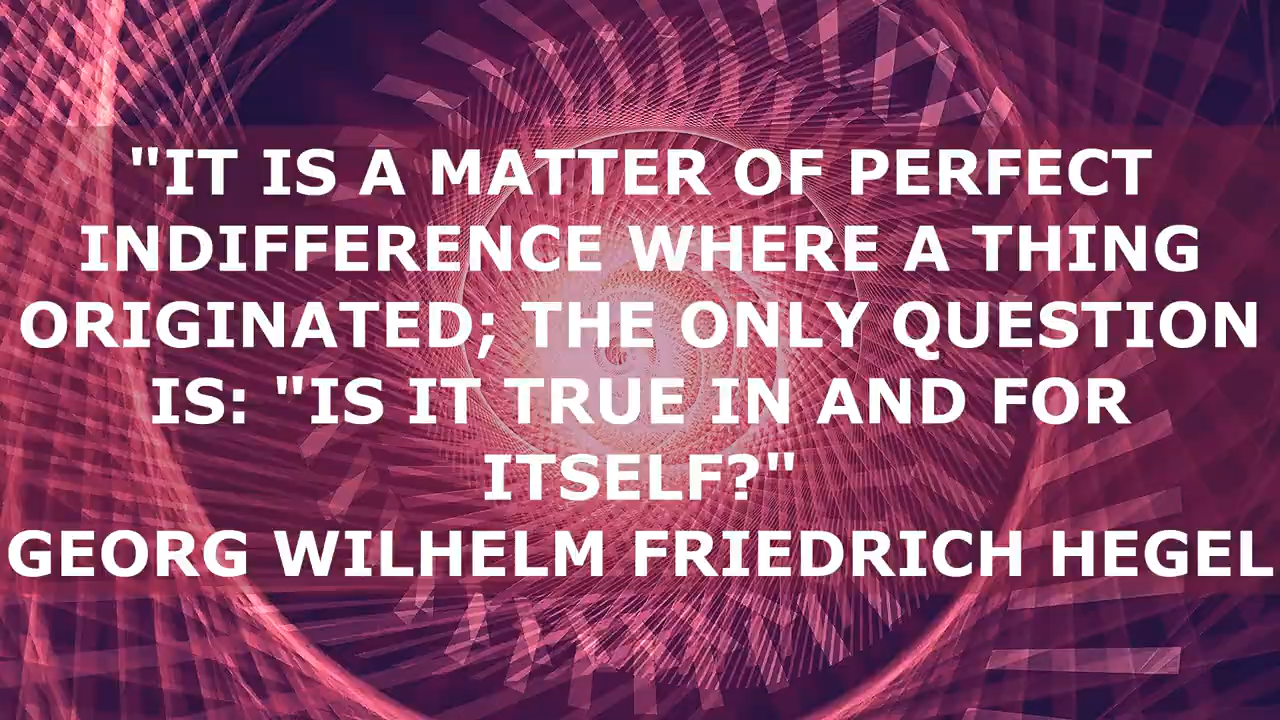 "IT IS A MATTER OF PERFECT
INDIFFERENCE WHERE A THING
ORIGINATED; THE ONLY QUESTION
IS: "IS IT TRUE IN AND FOR
ITSELF?"
GEORG WILHELM FRIEDRICH HEGEL